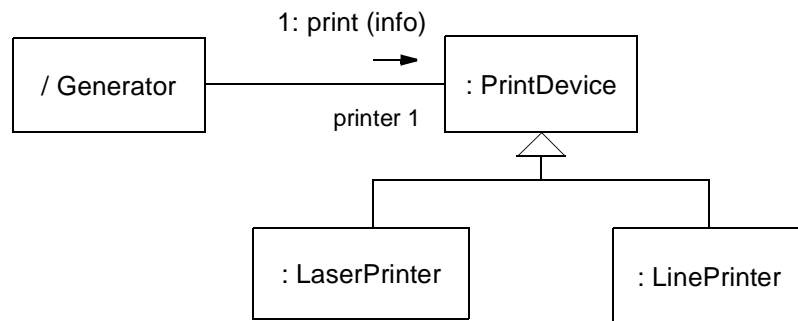 1: print (info)
/ Generator
: PrintDevice
printer 1
: LaserPrinter
: LinePrinter